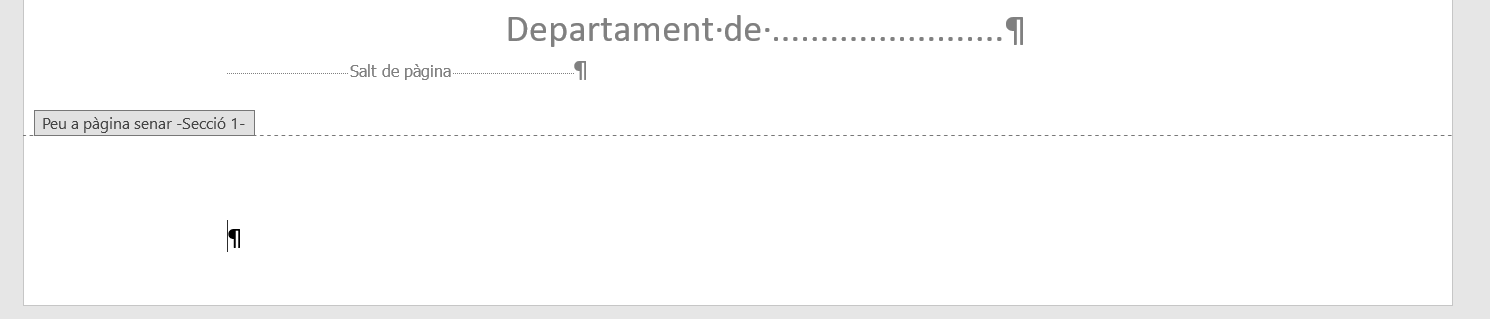 Departament·de·........................¶
Salt de pàgina¶
Peu a pàgina senar -Secció 1-
¶